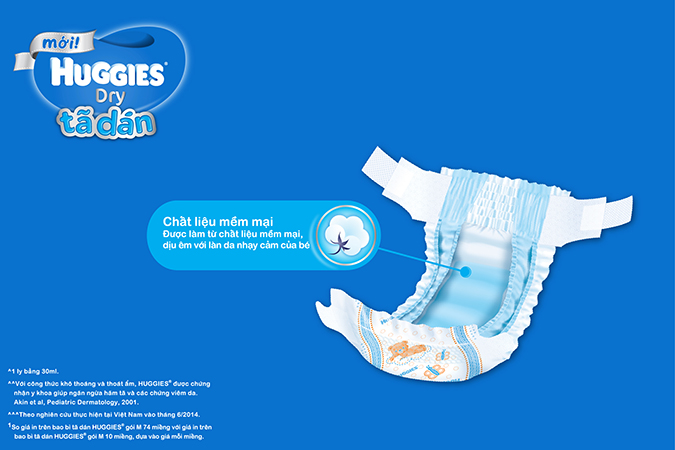 mới!
HUGGIES®
Dry
tã dán
Chất liệu mềm mại
Được làm từ chất liệu mềm mại,
dịu êm với làn da nhạy cảm của bé
^1 ly bằng 30ml.
^^Với công thức khô thoáng và thoát ẩm, HUGGIES® được chứng
nhận y khoa giúp ngăn ngừa hăm tã và các chứng viêm da.
Akin et al, Pediatric Dermatology, 2001.
^^^Theo nghiên cứu thực hiện tại Việt Nam vào tháng 6/2014.
1So giá in trên bao bì tã dán HUGGIES® gói M 74 miếng với giá in trên
bao bì tã dán HUGGIES® gói M 10 miếng, dựa vào giá mỗi miếng.
HUGGIES